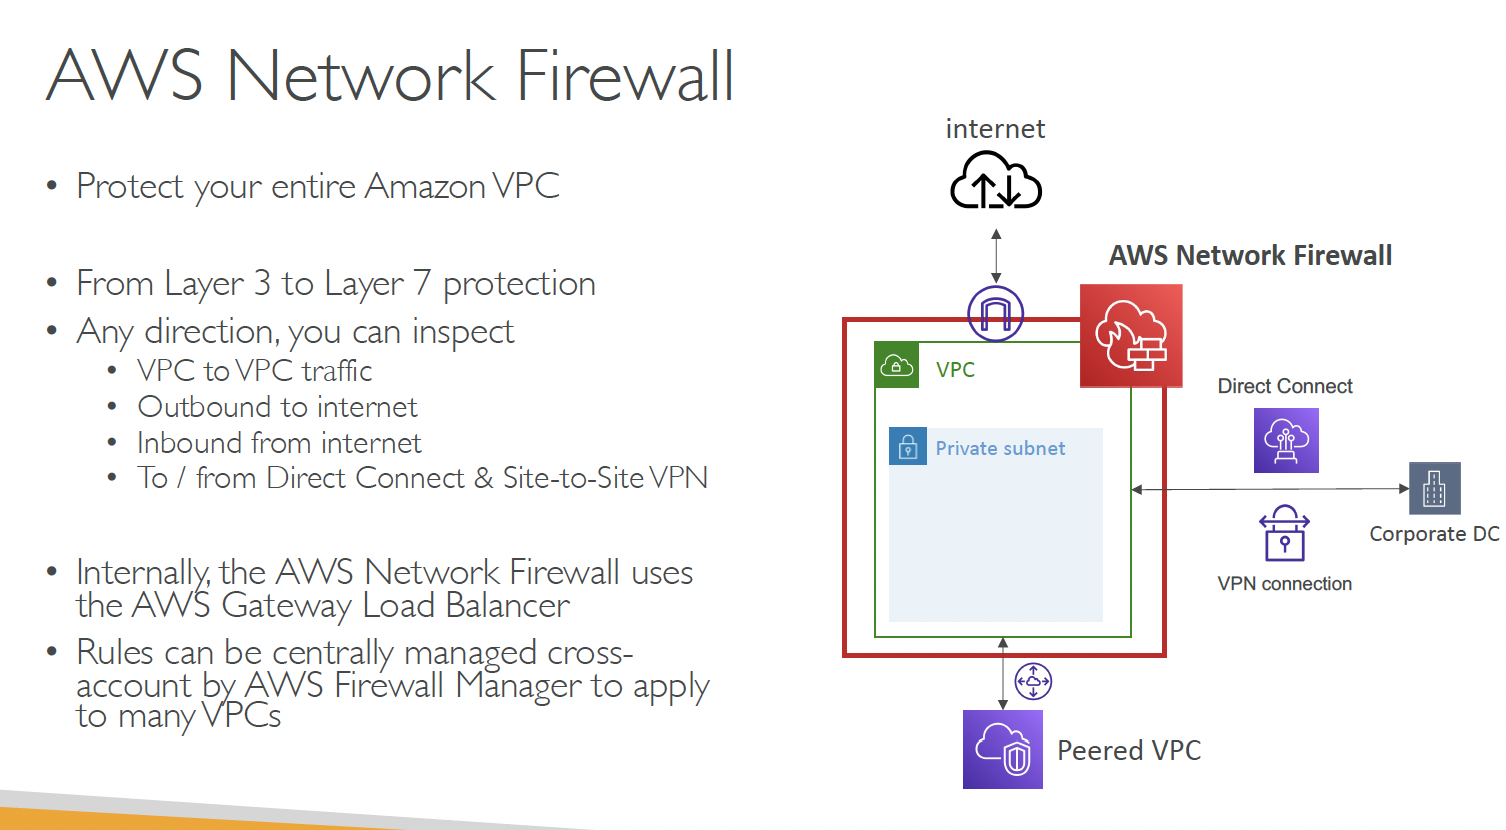 AWS Network Firewall
• Protect your entire Amazon VPC
• From Layer 3 to Layer 7 protection
• Any direction, you can inspect
• VPC to VPC traffic
• Outbound to internet
• Inbound from internet
• To / from Direct Connect & Site-to-Site VPN
• Internally, the AWS Network Firewall uses
the AWS Gateway Load Balancer
• Rules can be centrally managed cross-
account by AWS Firewall Manager to apply
to many VPCs
internet
AWS Network Firewall
VPC
Private subnet
Direct Connect
Corporate DC
VPN connection
Peered VPC